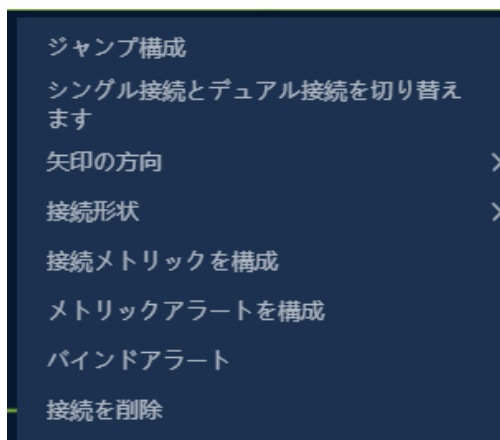 ジャンプ構成
シングル接続とデュアル接続を切り替え
ます
矢印の方向
接続形状
接続メトリックを構成
メトリックアラートを構成
バインドアラート
接続を削除